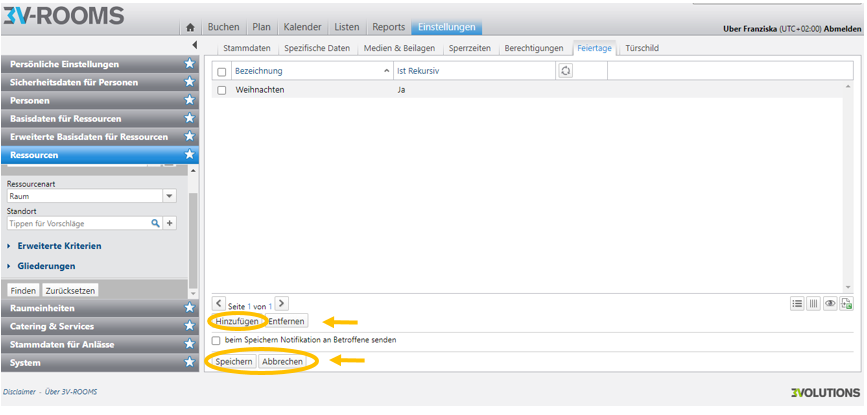 3V-ROOMS
Buchen Plan Kalender Listen Reports Einstellungen
Uber Franziska (UTC+02:00) Abmelden
Stammdaten Spezifische Daten Medien & Beilagen Sperrzeiten Berechtigungen Feiertage Türschild
Persönliche Einstellungen
Sicherheitsdaten für Personen
Personen
Basisdaten für Ressourcen
Erweiterte Basisdaten für Ressourcen
Ressourcen
Ressourcenart
Raum
Standort
Tippen für Vorschläge
Erweiterte Kriterien
Gliederungen
Finden Zurücksetzen
Raumeinheiten
Catering & Services
Stammdaten für Anlässe
System
Bezeichnung Ist Rekursiv
Weihnachten Ja
Seite 1 von 1
Hinzufügen Entfernen
beim Speichern Notifikation an Betroffene senden
Speichern Abbrechen
Disclaimer - Über 3V-ROOMS
3VOLUTIONS